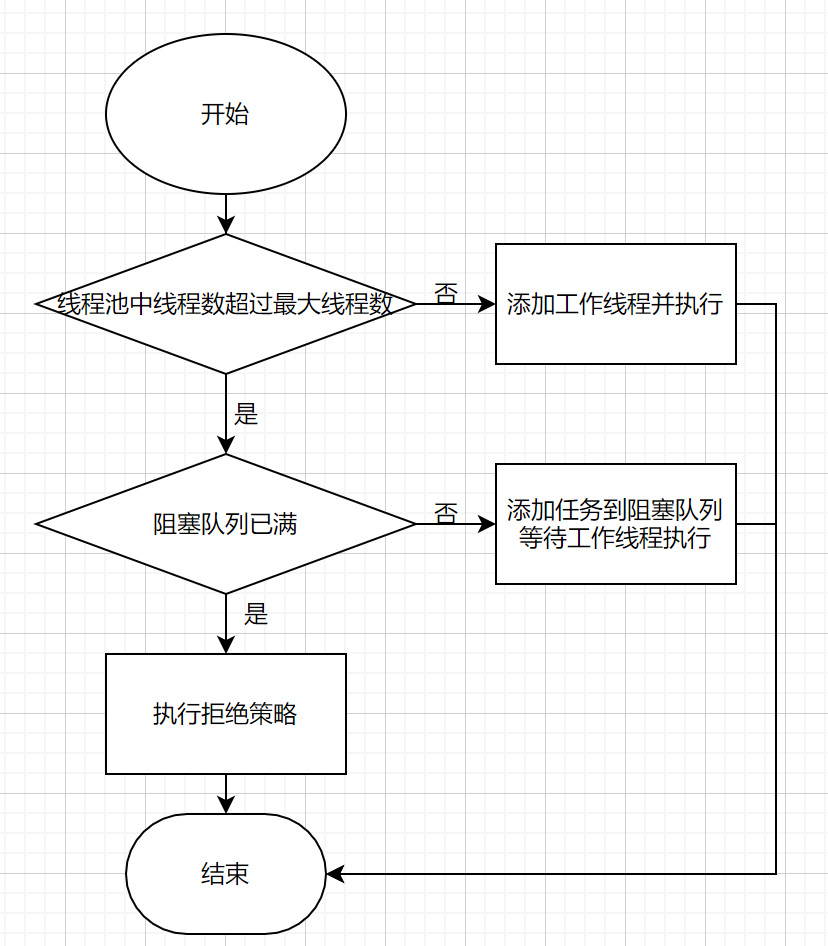 开始
线程池中线程数超过最大线程数
否
添加工作线程并执行
是
阻塞队列已满
否
添加任务到阻塞队列
等待工作线程执行
是
执行拒绝策略
结束